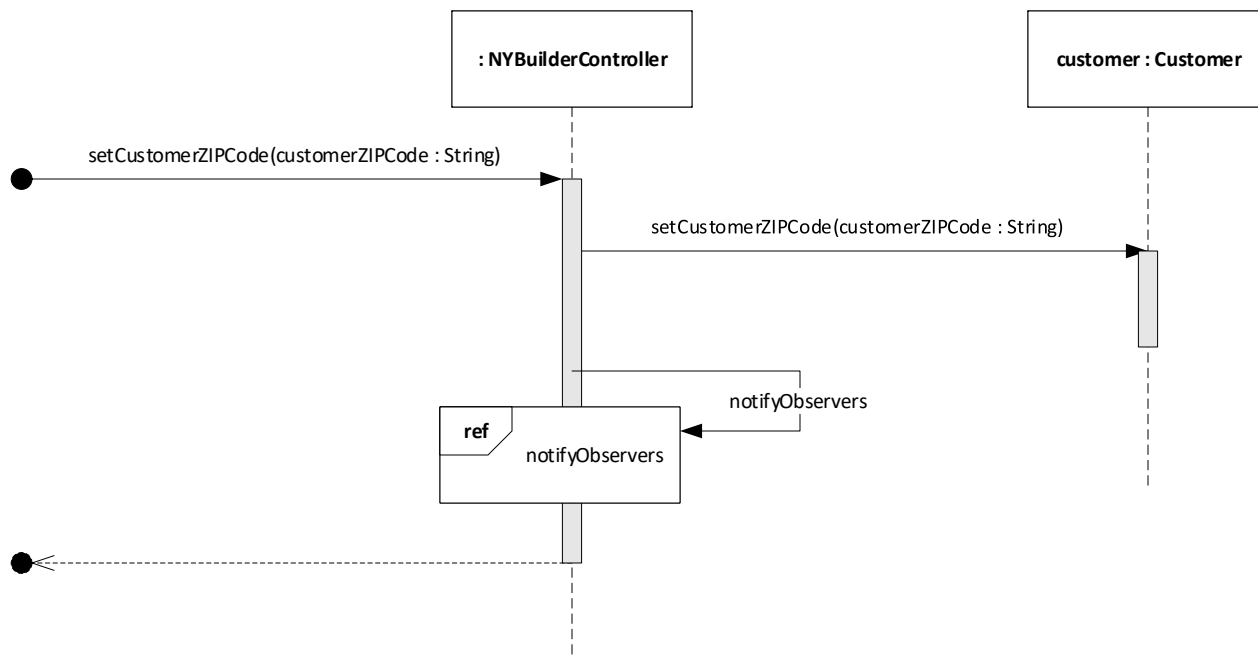 : NYBuilderController
customer : Customer
setCustomerZIPCode(customerZIPCode : String)
setCustomerZIPCode(customerZIPCode : String)
notifyObservers
ref
notifyObservers